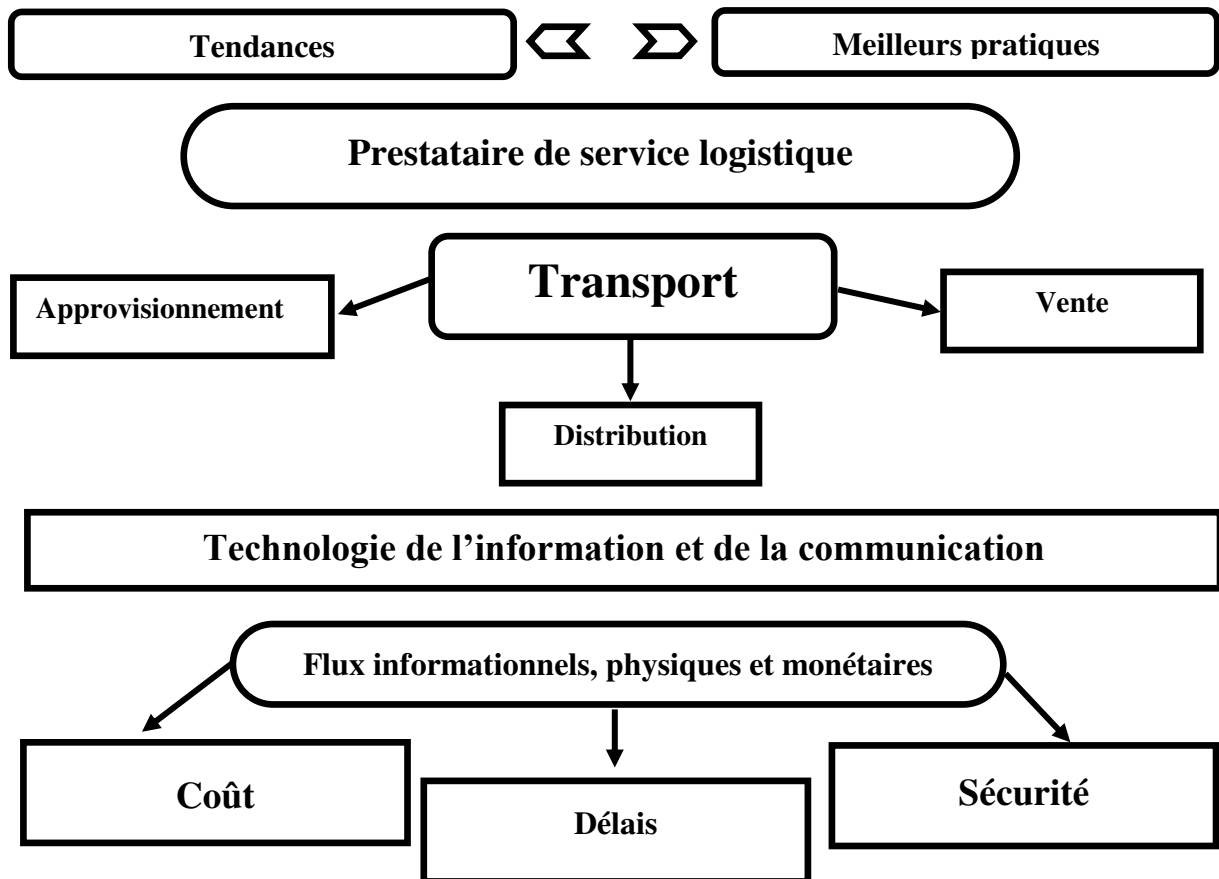 Tendances
Meilleurs pratiques
Prestataire de service logistique
Transport
Approvisionnement
Vente
Distribution
Technologie de l’information et de la communication
Flux informationnels, physiques et monétaires
Coût
Délais
Sécurité